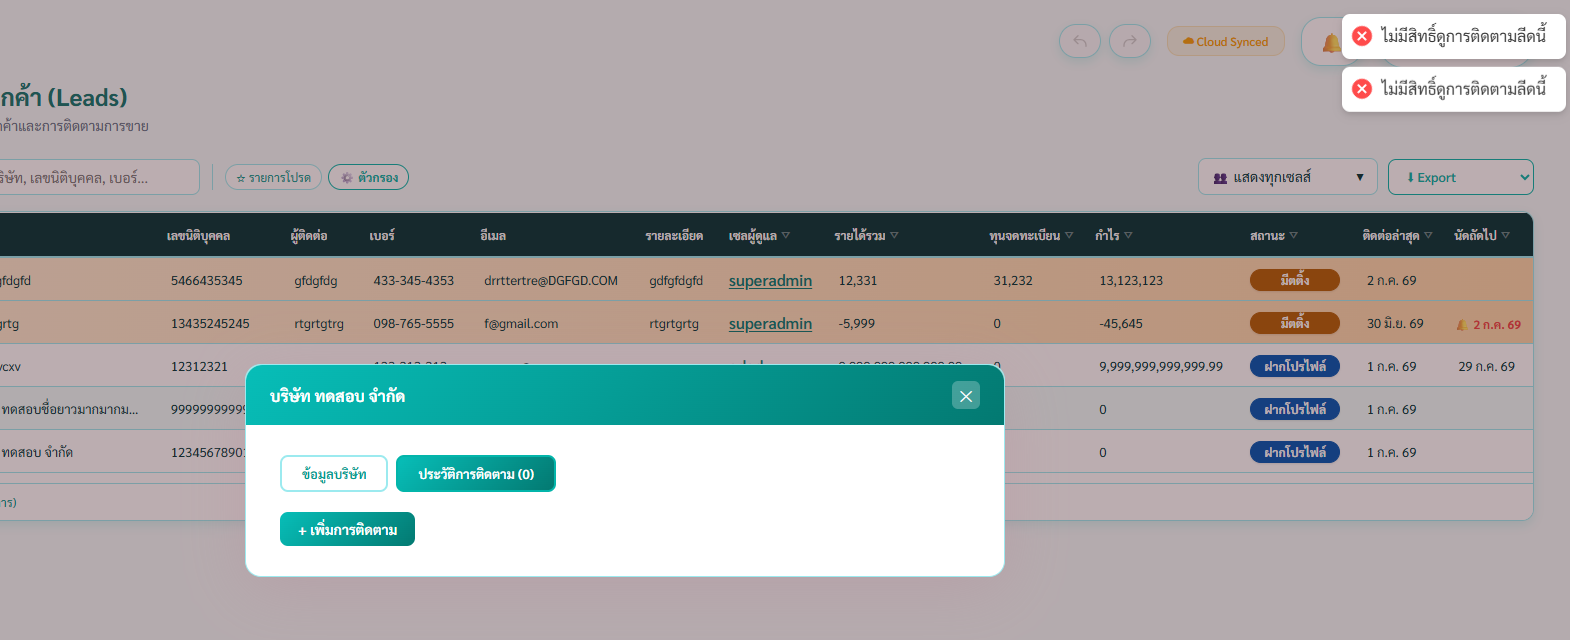 Cloud Synced
ไม่มีสิทธิ์ดูการติดตามลีดนี้
ไม่มีสิทธิ์ดูการติดตามลีดนี้
กค้า (Leads)
กค้าและการติดตามการขาย
ริษัท, เลขนิติบุคคล, เบอร์...
☆ รายการโปรด
ตัวกรอง
แสดงทุกเซลส์ ▼
⬇ Export
เลขนิติบุคคล ผู้ติดต่อ เบอร์ อีเมล รายละเอียด เซลผู้ดูแล ▽ รายได้รวม ▽ ทุนจดทะเบียน ▽ กำไร ▽ สถานะ ▽ ติดต่อล่าสุด ▽ นัดถัดไป ▽
gfdgfd 5466435345 gfdgfdg 433-345-4353 drrttertre@DGFGD.COM gdfgfdgfd superadmin 12,331 31,232 13,123,123 มีตติ้ง 2 ก.ค. 69
grtg 13435245245 rtgrtgtrg 098-765-5555 f@gmail.com rtgrtgrtg superadmin -5,999 0 -45,645 มีตติ้ง 30 มิ.ย. 69 2 ก.ค. 69
vcxv 12312321 9,999,999,999,999.99 ฝากโปรไฟล์ 1 ก.ค. 69 29 ก.ค. 69
ทดสอบชื่อยาวมากมากม... 99999999999 0 ฝากโปรไฟล์ 1 ก.ค. 69
ทดสอบ จำกัด 12345678901 0 ฝากโปรไฟล์ 1 ก.ค. 69
การ)
บริษัท ทดสอบ จำกัด
ข้อมูลบริษัท
ประวัติการติดตาม (0)
+ เพิ่มการติดตาม